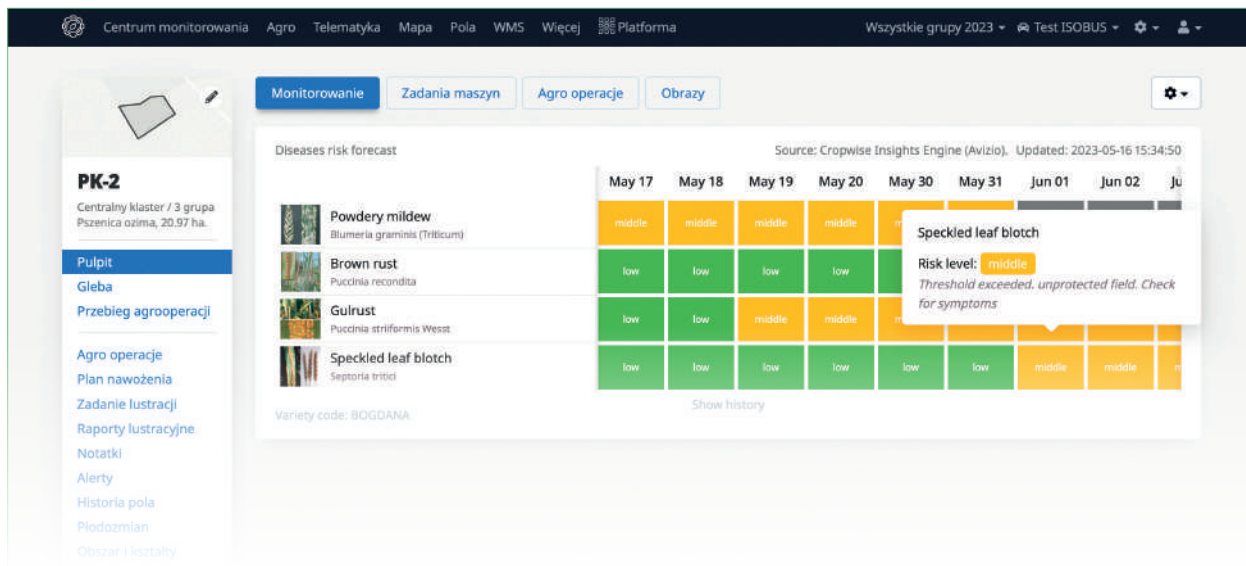 Centrum monitorowania Agro Telematyka Mapa Pola WMS Więcej Platforma Wszystkie grupy 2023 Test ISOBUS
Monitorowanie Zadania maszyn Agro operacje Obrazy
Diseases risk forecast Source: Cropwise Insights Engine (Avizio). Updated: 2023-05-16 15:34:50
PK-2
Centralny klaster / 3 grupa
Pszenica ozima, 20.97 ha.
Pulpit
Gleba
Przebieg agrooperacji
Agro operacje
Plan nawożenia
Zadanie lustracji
Raporty lustracyjne
Notatki
Alerty
Historia pola
Płodozmian
Obszar i kształty
May 17 May 18 May 19 May 20 May 30 May 31 Jun 01 Jun 02 Ju
Powdery mildew middle middle middle middle
Blumeria graminis (Triticum)
Brown rust low low low low
Puccinia recondita
Gulrust low low middle middle
Puccinia striiformis Wesst
Speckled leaf blotch low low low low low low middle middle
Septoria tritici
Speckled leaf blotch
Risk level: middle
Threshold exceeded. unprotected field. Check
for symptoms
Show history
Variety code: BOGDANA